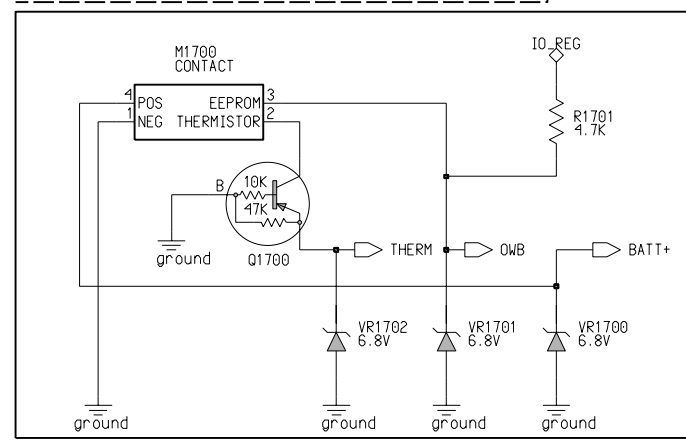 M1700
CONTACT
IO_REG
4 POS EEPROM 3
1 NEG THERMISTOR 2
R1701
4.7K
B 10K
47K
ground
Q1700
THERM
OWB
BATT+
VR1702
6.8V
VR1701
6.8V
VR1700
6.8V
ground
ground
ground
ground